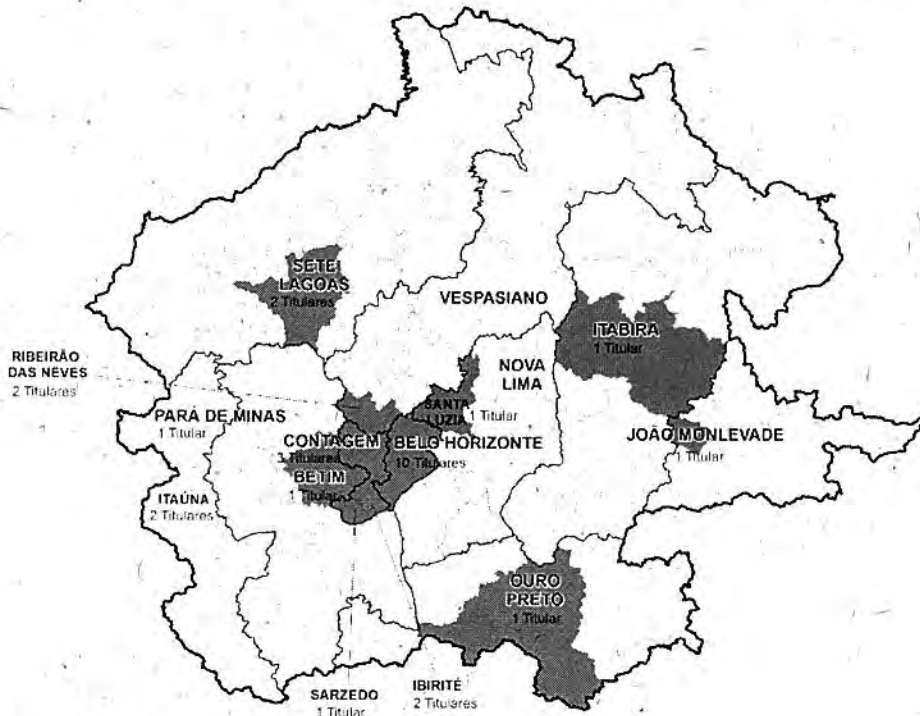 SETE
LAGOAS
2 Titulares
VESPASIANO
ITABIRA
1 Titular
RIBEIRÃO
DAS NEVES
2 Titulares
NOVA
LIMA
PARÁ DE MINAS
1 Titular
SANTA
LUZIA
1 Titular
CONTAGEM
3 Titulares
BELO HORIZONTE
10 Titulares
JOÃO MONLEVADE
1 Titular
BETIM
1 Titular
ITAÚNA
2 Titulares
OURO
PRETO
1 Titular
SARZEDO
1 Titular
IBIRITÉ
2 Titulares